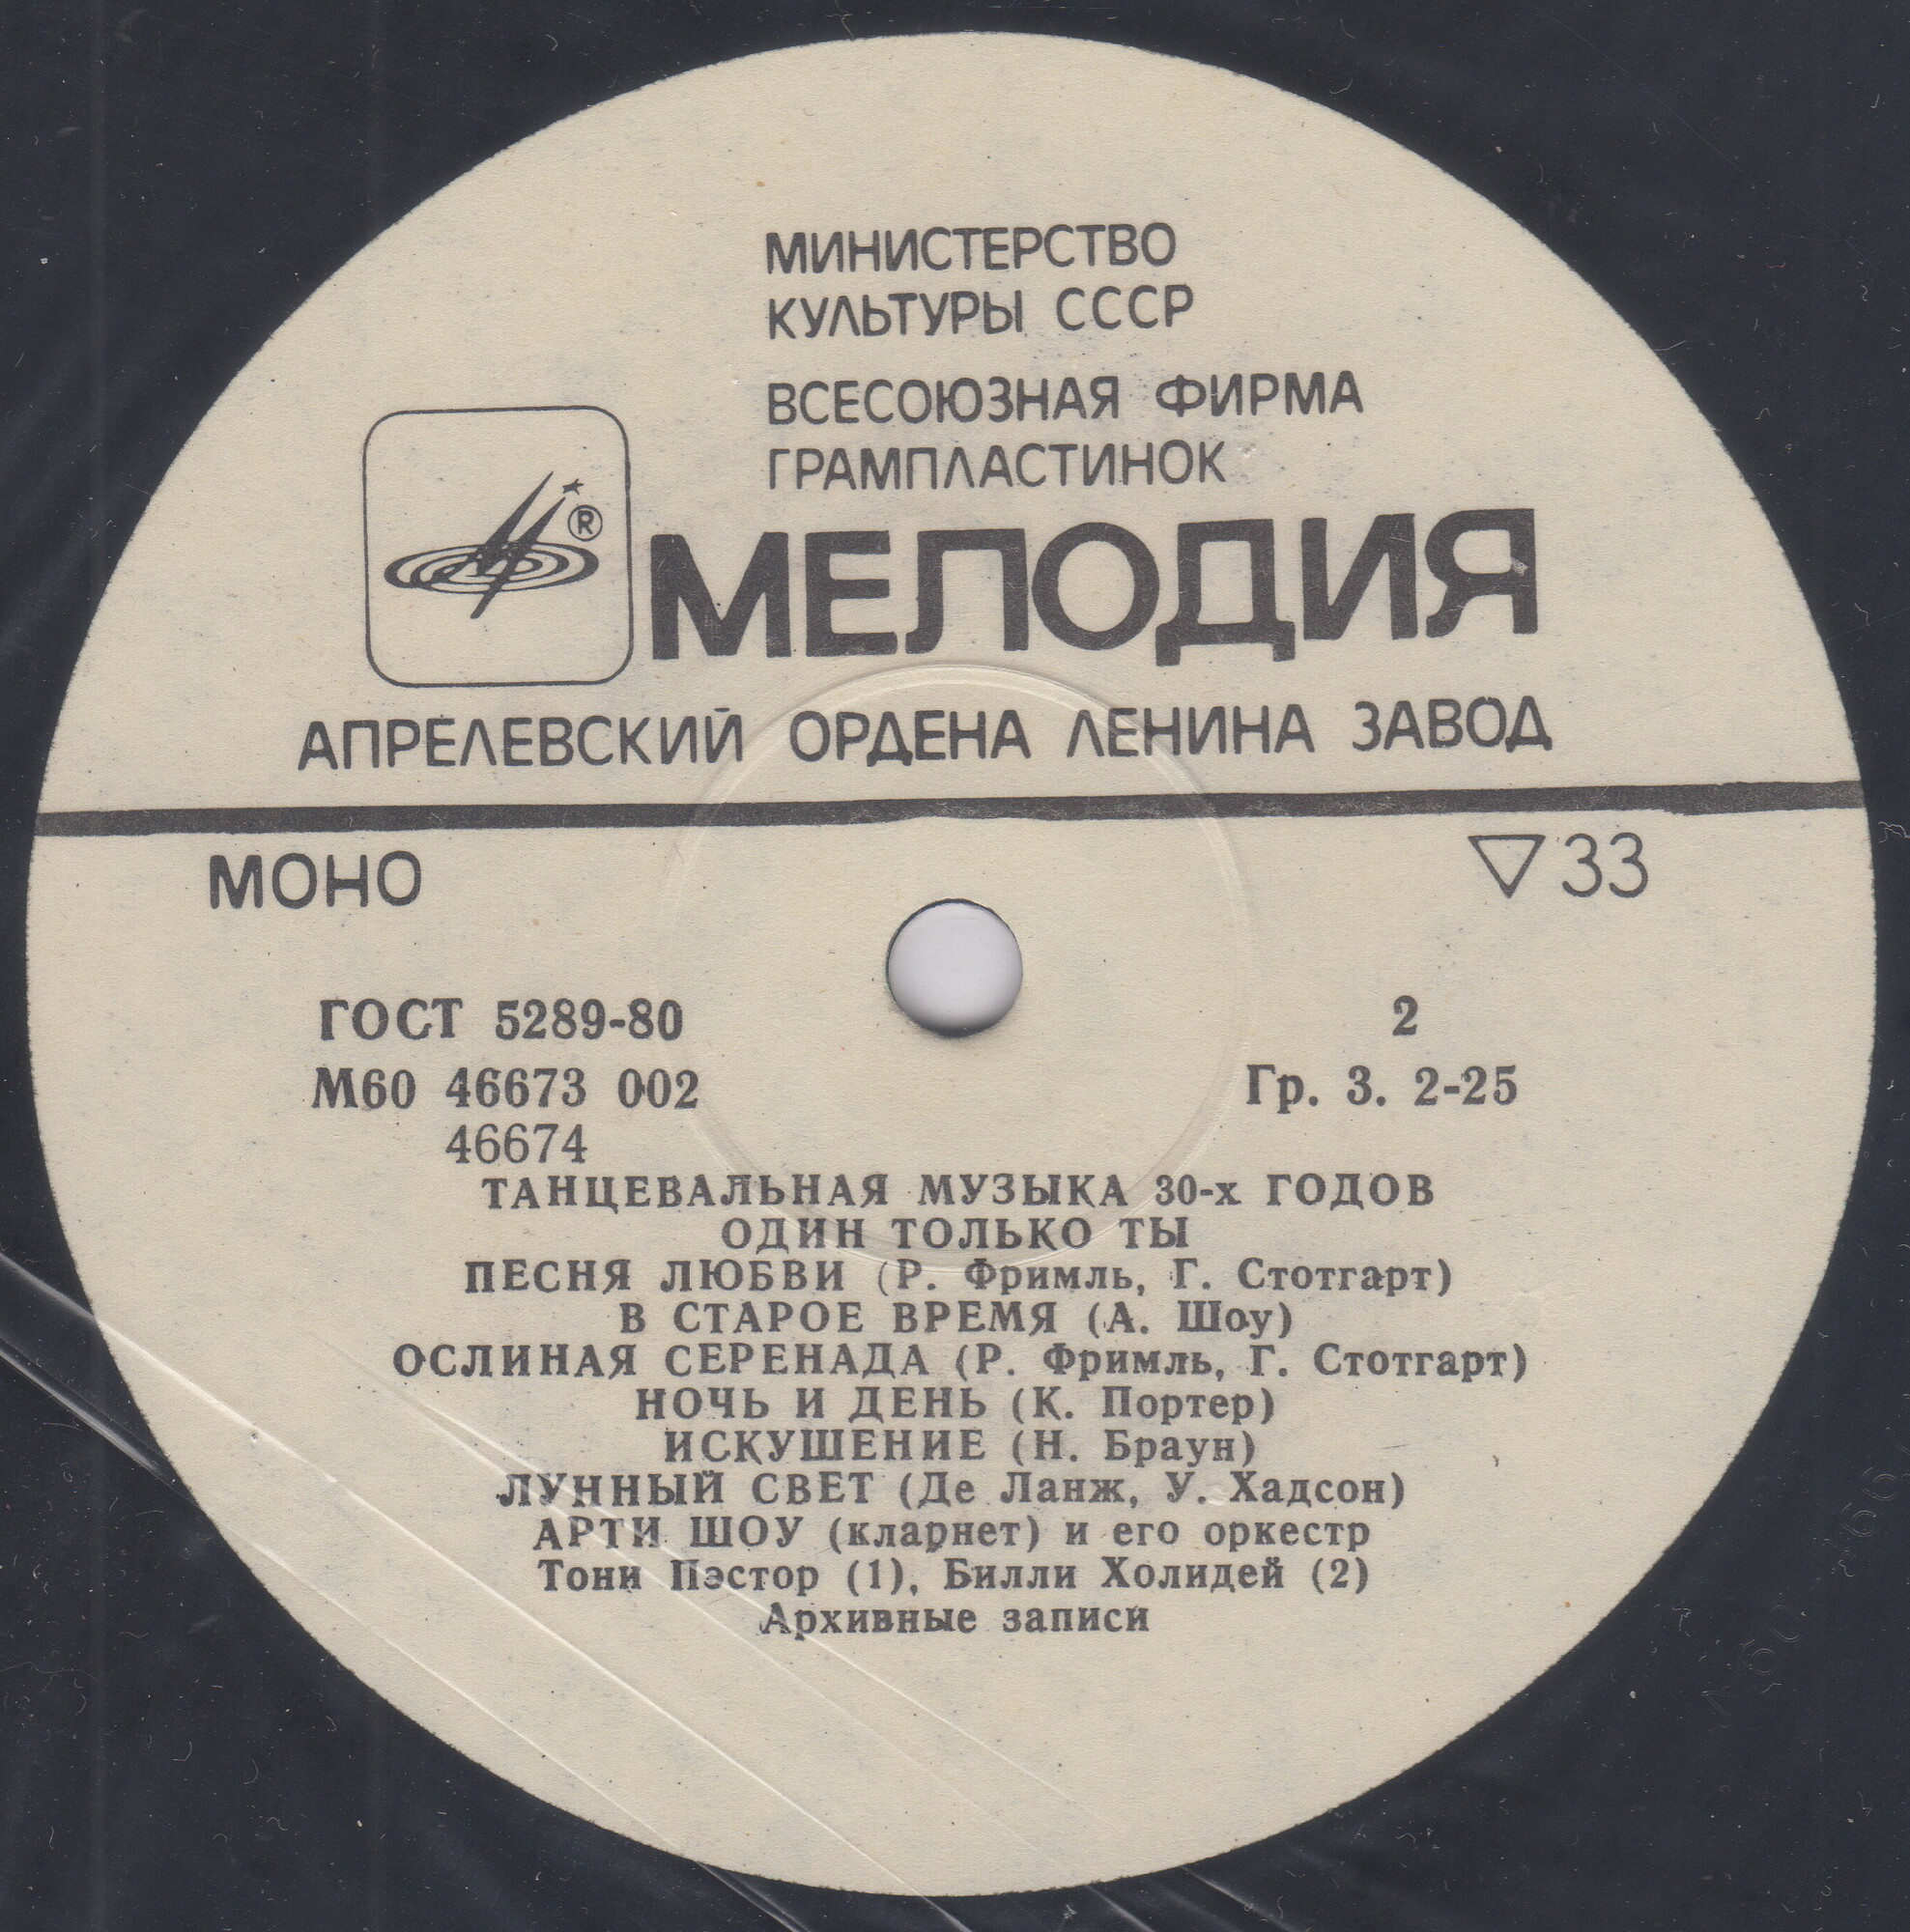 МИНИСТЕРСТВО
КУЛЬТУРЫ СССР
ВСЕСОЮЗНАЯ ФИРМА
ГРАМПЛАСТИНОК
®
МЕЛОДИЯ
АПРЕЛЕВСКИЙ ОРДЕНА ЛЕНИНА ЗАВОД
МОНО ▽33
ГОСТ 5289-80 2
М60 46673 002 Гр. 3. 2-25
46674
ТАНЦЕВАЛЬНАЯ МУЗЫКА 30-х ГОДОВ
ОДИН ТОЛЬКО ТЫ
ПЕСНЯ ЛЮБВИ (Р. Фримль, Г. Стотгарт)
В СТАРОЕ ВРЕМЯ (А. Шоу)
ОСЛИНАЯ СЕРЕНАДА (Р. Фримль, Г. Стотгарт)
НОЧЬ И ДЕНЬ (К. Портер)
ИСКУШЕНИЕ (Н. Браун)
ЛУННЫЙ СВЕТ (Де Ланж, У. Хадсон)
АРТИ ШОУ (кларнет) и его оркестр
Тони Пэстор (1), Билли Холидей (2)
Архивные записи